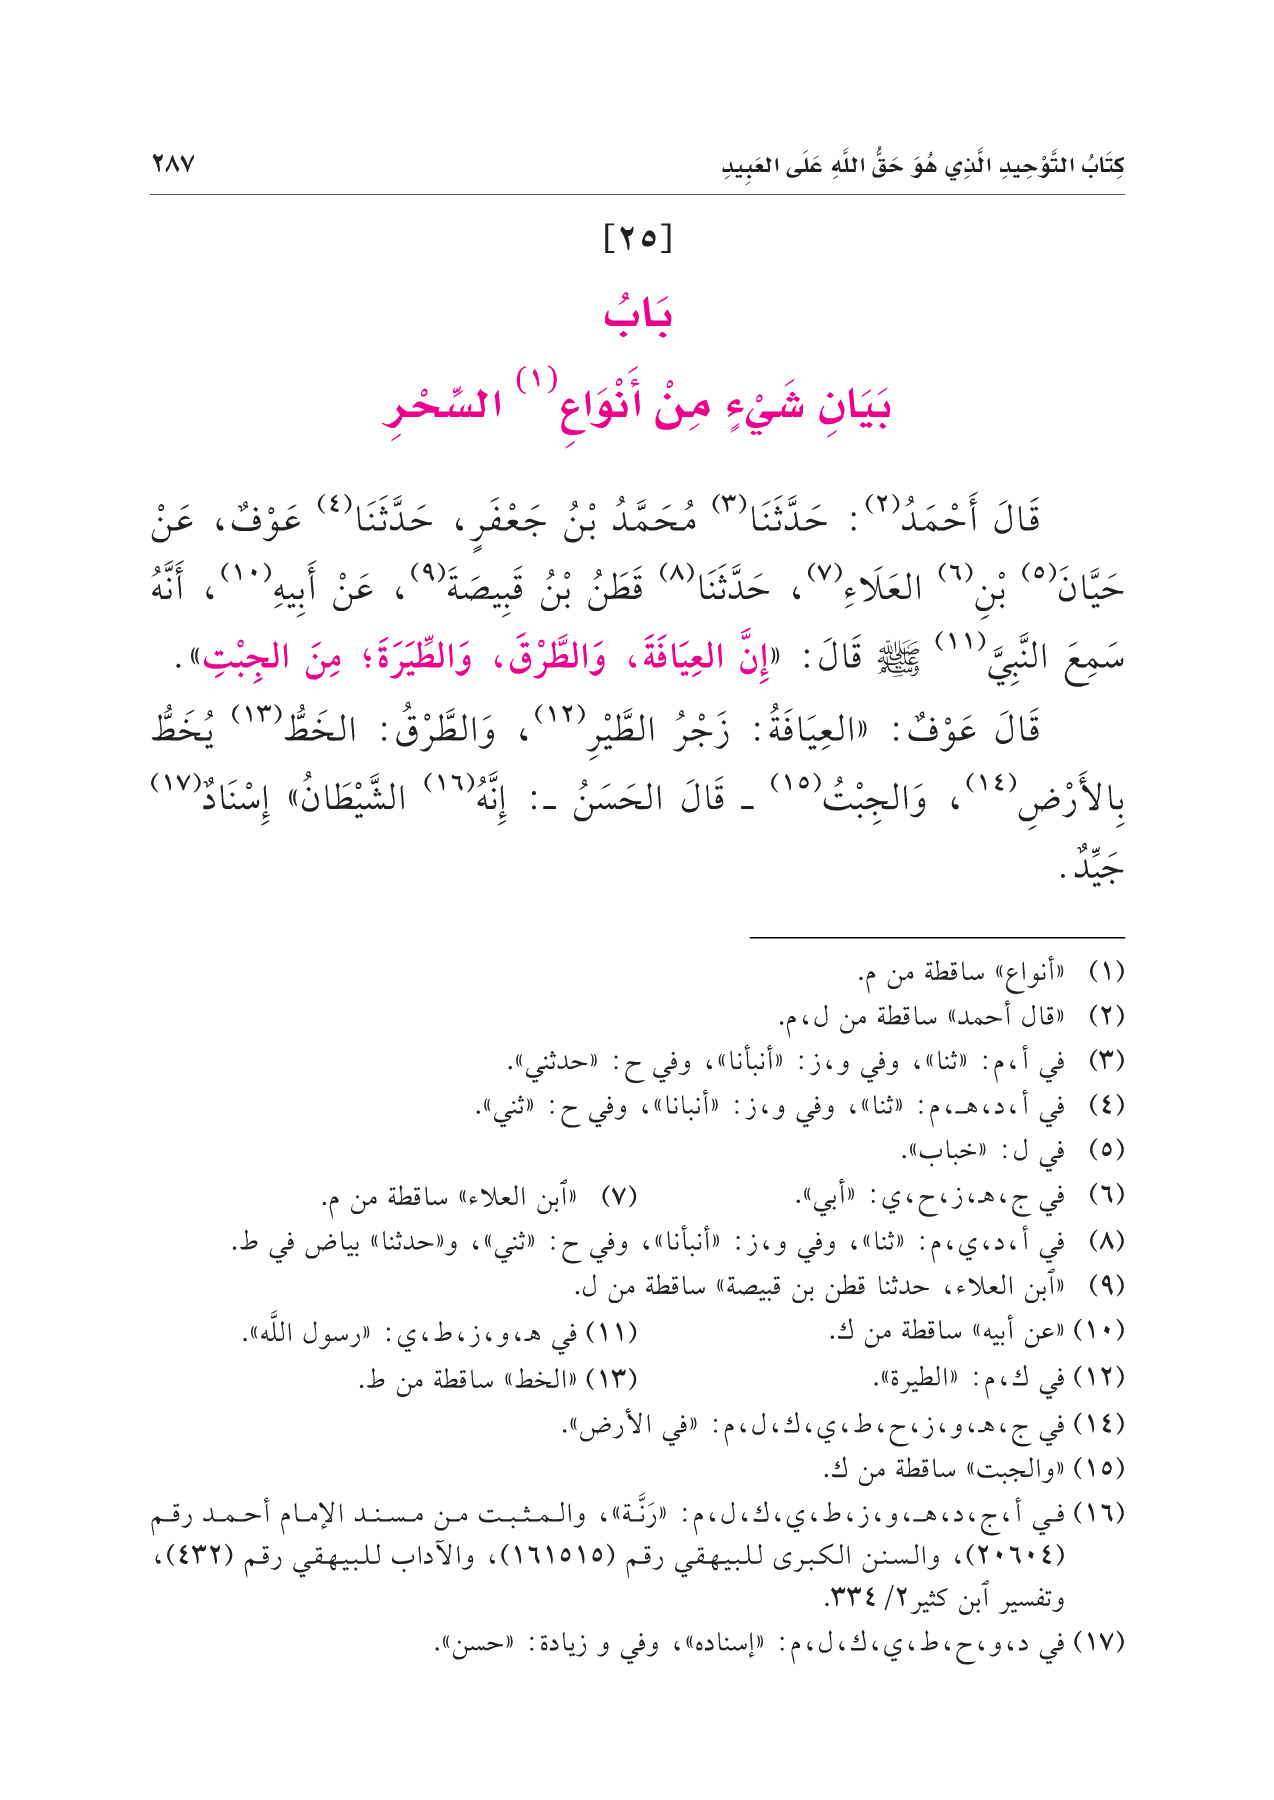 كِتَابُ التَّوْحِيدِ الَّذِي هُوَ حَقُّ اللَّهِ عَلَى العَبِيدِ ٢٨٧
[٢٥]
بَابُ
بَيَانِ شَيْءٍ مِنْ أَنْوَاعِ(١) السِّحْرِ
قَالَ أَحْمَدُ(٢): حَدَّثَنَا(٣) مُحَمَّدُ بْنُ جَعْفَرٍ، حَدَّثَنَا(٤) عَوْفٌ، عَنْ
حَيَّانَ(٥) بْنِ(٦) العَلَاءِ(٧)، حَدَّثَنَا(٨) قَطَنُ بْنُ قَبِيصَةَ(٩)، عَنْ أَبِيهِ(١٠)، أَنَّهُ
سَمِعَ النَّبِيَّ(١١) ﷺ قَالَ: «إِنَّ العِيَافَةَ، وَالطَّرْقَ، وَالطِّيَرَةَ؛ مِنَ الجِبْتِ».
قَالَ عَوْفٌ: «العِيَافَةُ: زَجْرُ الطَّيْرِ(١٢)، وَالطَّرْقُ: الخَطُّ(١٣) يُخَطُّ
بِالأَرْضِ(١٤)، وَالجِبْتُ(١٥) ـ قَالَ الحَسَنُ ـ: إِنَّهُ(١٦) الشَّيْطَانُ» إِسْنَادٌ(١٧)
جَيِّدٌ.
(١) «أنواع» ساقطة من م.
(٢) «قال أحمد» ساقطة من ل،م.
(٣) في أ،م: «ثنا»، وفي و،ز: «أنبأنا»، وفي ح: «حدثني».
(٤) في أ،د،هـ،م: «ثنا»، وفي و،ز: «أنبانا»، وفي ح: «ثني».
(٥) في ل: «خباب».
(٦) في ج،هـ،ز،ح،ي: «أبي». (٧) «ٱبن العلاء» ساقطة من م.
(٨) في أ،د،ي،م: «ثنا»، وفي و،ز: «أنبأنا»، وفي ح: «ثني»، و«حدثنا» بياض في ط.
(٩) «ٱبن العلاء، حدثنا قطن بن قبيصة» ساقطة من ل.
(١٠) «عن أبيه» ساقطة من ك. (١١) في هـ،و،ز،ط،ي: «رسول اللَّه».
(١٢) في ك،م: «الطيرة». (١٣) «الخط» ساقطة من ط.
(١٤) في ج،هـ،و،ز،ح،ط،ي،ك،ل،م: «في الأرض».
(١٥) «والجبت» ساقطة من ك.
(١٦) في أ،ج،د،هـ،و،ز،ط،ي،ك،ل،م: «رَنَّة»، والمثبت من مسند الإمام أحمد رقم
(٢٠٦٠٤)، والسنن الكبرى للبيهقي رقم (١٦١٥١٥)، والآداب للبيهقي رقم (٤٣٢)،
وتفسير ٱبن كثير٢/ ٣٣٤.
(١٧) في د،و،ح،ط،ي،ك،ل،م: «إسناده»، وفي و زيادة: «حسن».